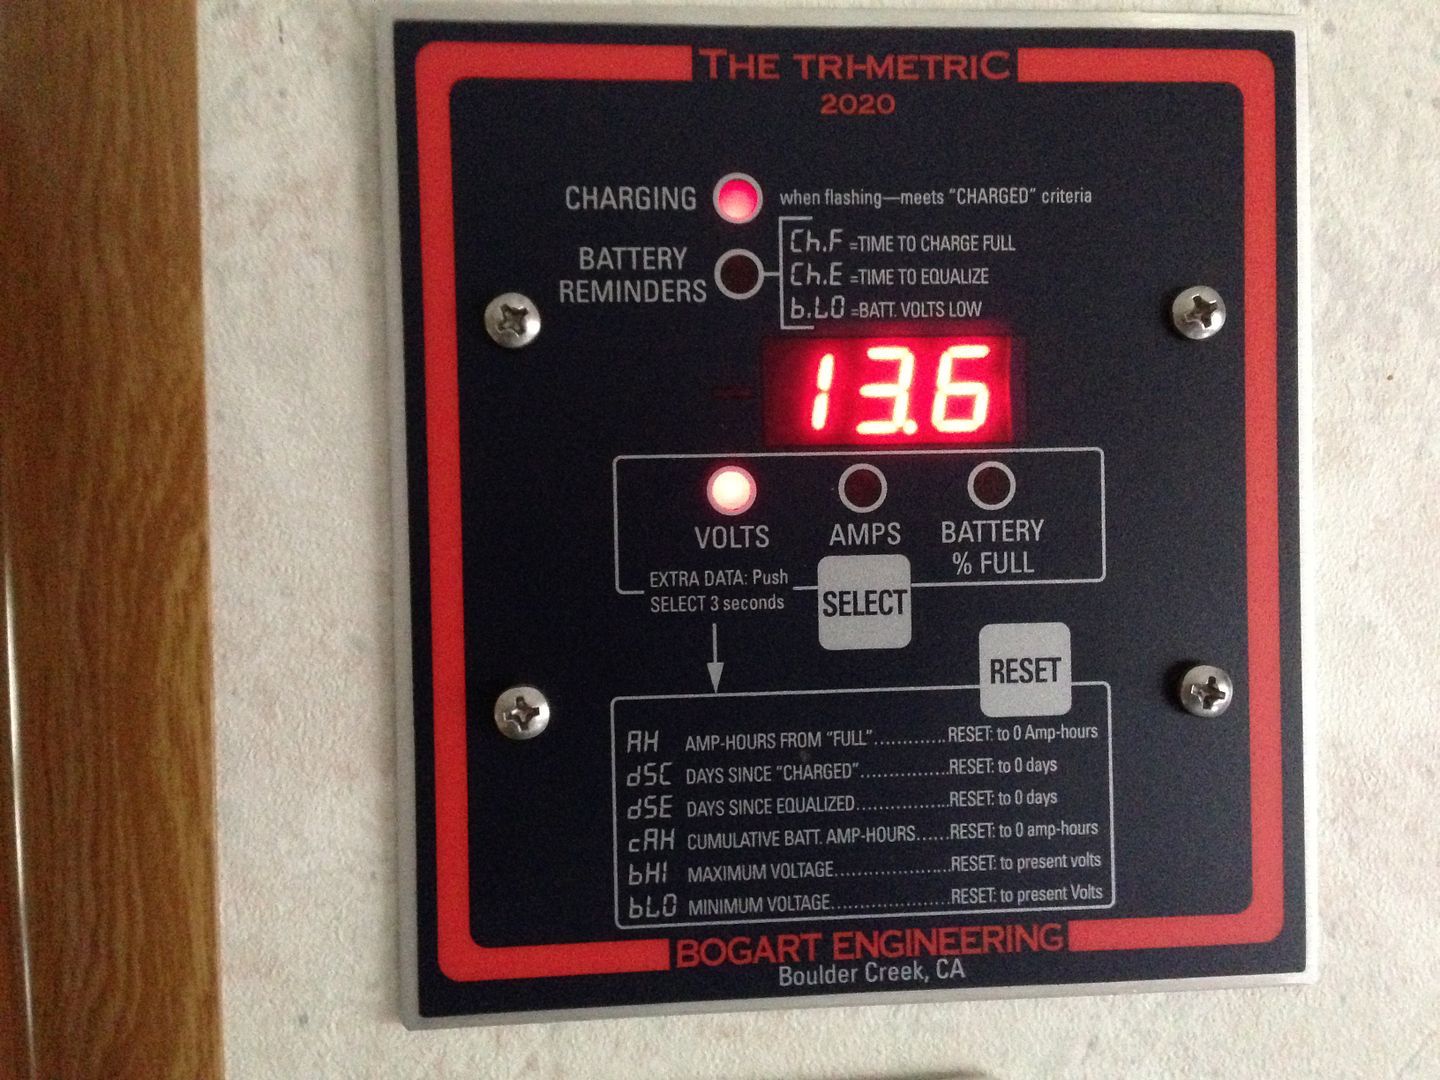 THE TRI-METRIC
2020
CHARGING
when flashing—meets "CHARGED" criteria
BATTERY
REMINDERS
Ch.F =TIME TO CHARGE FULL
Ch.E =TIME TO EQUALIZE
b.LO =BATT. VOLTS LOW
13.6
VOLTS
AMPS
BATTERY
% FULL
EXTRA DATA: Push
SELECT 3 seconds
SELECT
RESET
AH AMP-HOURS FROM "FULL"............RESET: to 0 Amp-hours
dSC DAYS SINCE "CHARGED"...............RESET: to 0 days
dSE DAYS SINCE EQUALIZED...............RESET: to 0 days
cAH CUMULATIVE BATT. AMP-HOURS......RESET: to 0 amp-hours
bHI MAXIMUM VOLTAGE....................RESET: to present volts
bLO MINIMUM VOLTAGE.....................RESET: to present Volts
BOGART ENGINEERING
Boulder Creek, CA